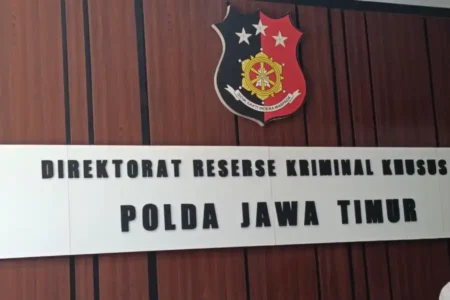 DIREKTORAT RESERSE KRIMINAL KHUSUS
POLDA JAWA TIMUR